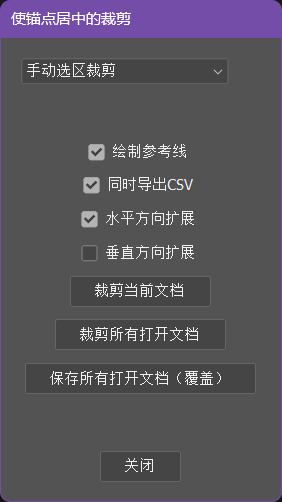 使锚点居中的裁剪
手动选区裁剪
绘制参考线
同时导出CSV
水平方向扩展
垂直方向扩展
裁剪当前文档
裁剪所有打开文档
保存所有打开文档（覆盖）
关闭